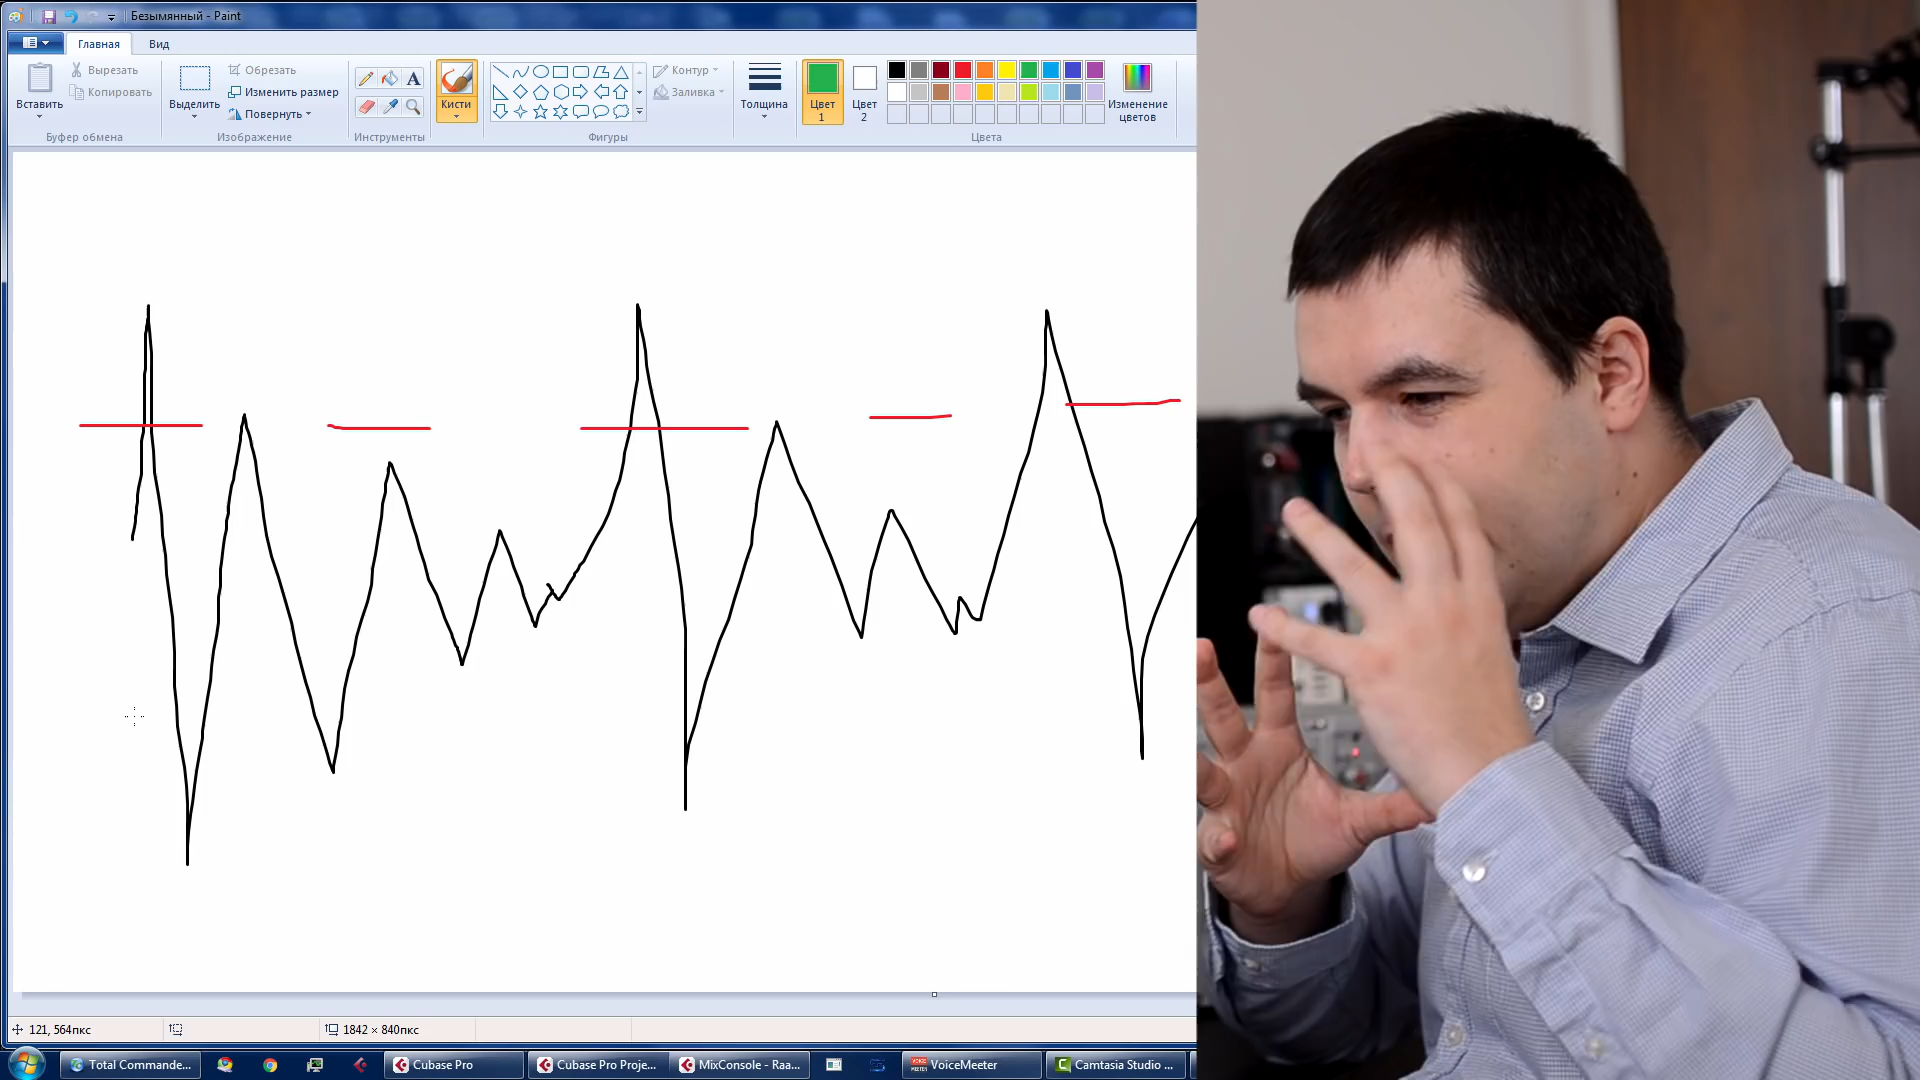 Безымянный - Paint
Главная Вид
Вставить
Вырезать
Копировать
Буфер обмена
Выделить
Обрезать
Изменить размер
Повернуть
Изображение
A
Инструменты
Кисти
Контур
Заливка
Фигуры
Толщина
Цвет 1
Цвет 2
Изменение цветов
Цвета
121, 564пкс
1842 × 840пкс
Total Commande...
Cubase Pro
Cubase Pro Proje...
MixConsole - Raa...
VoiceMeeter
Camtasia Studio ...